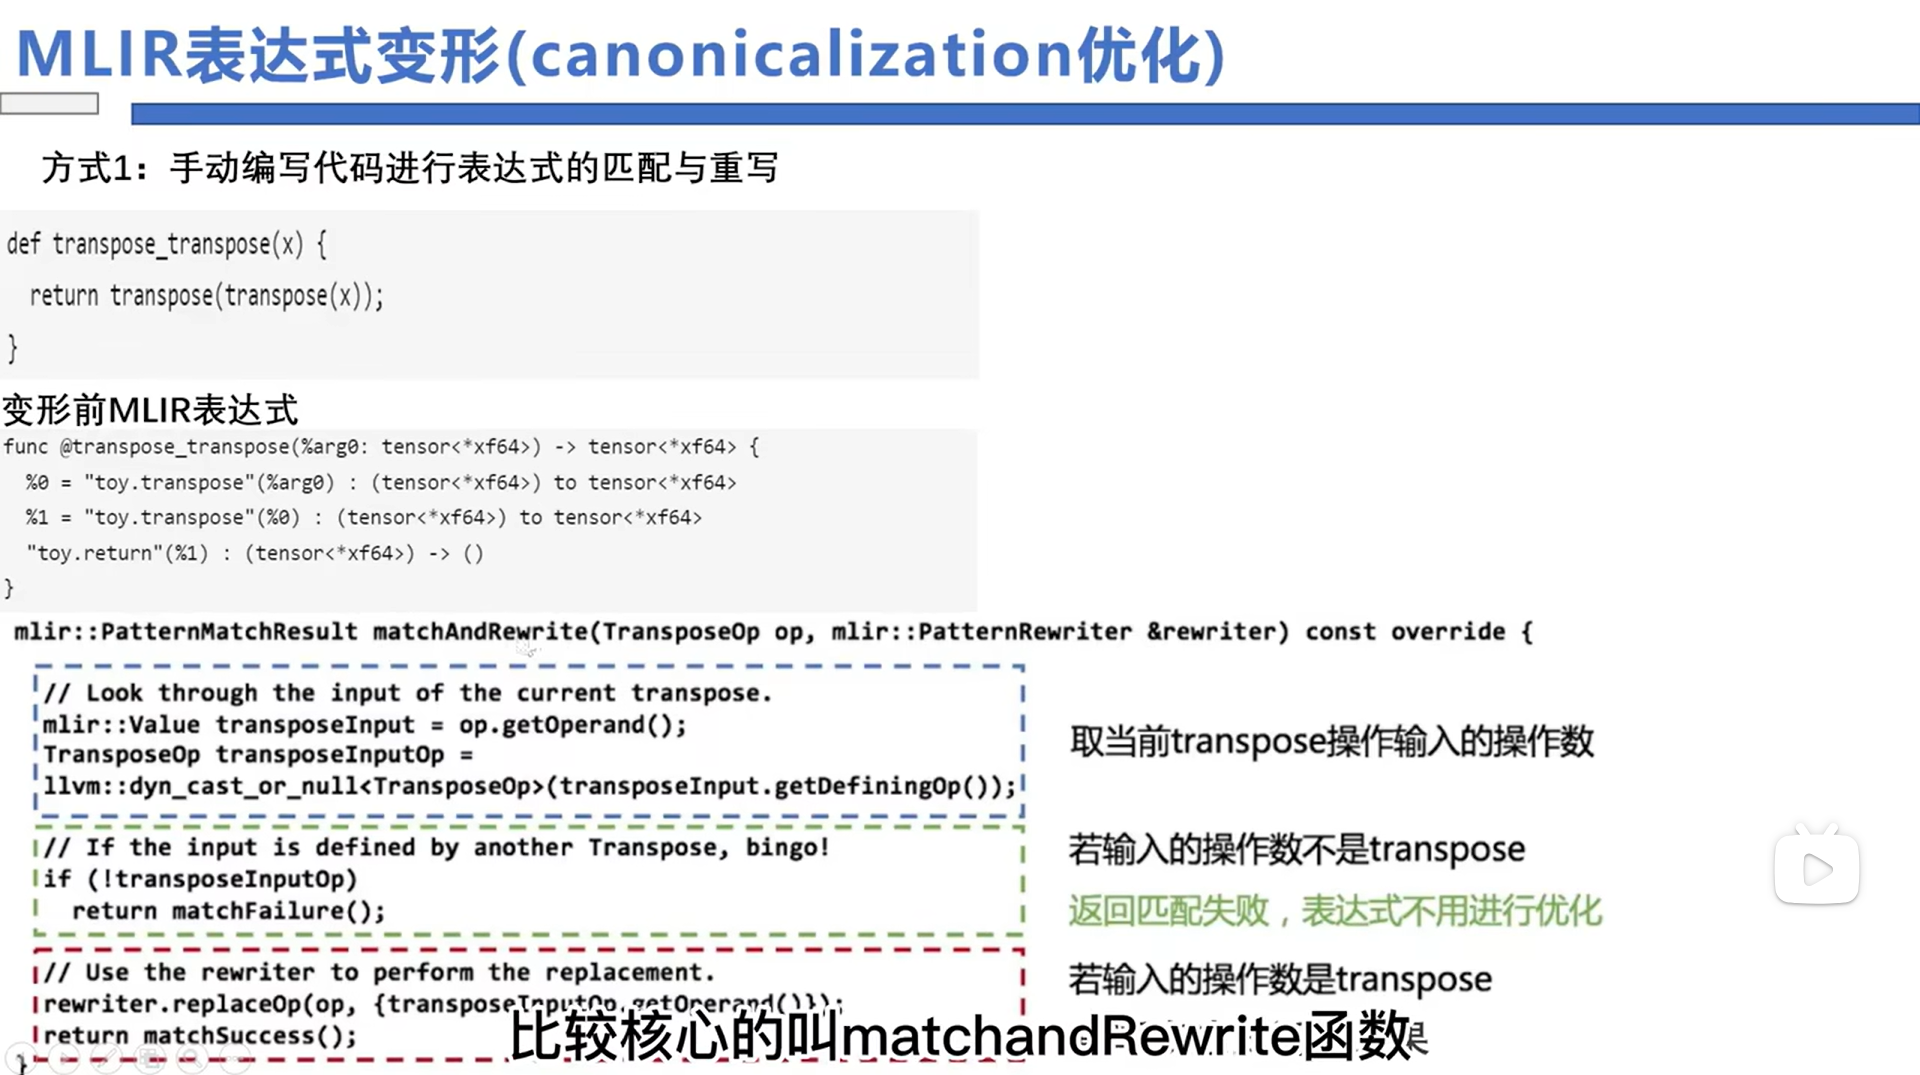 MLIR表达式变形(canonicalization优化)
方式1：手动编写代码进行表达式的匹配与重写
def transpose_transpose(x) {
  return transpose(transpose(x));
}
变形前MLIR表达式
func @transpose_transpose(%arg0: tensor<*xf64>) -> tensor<*xf64> {
  %0 = "toy.transpose"(%arg0) : (tensor<*xf64>) to tensor<*xf64>
  %1 = "toy.transpose"(%0) : (tensor<*xf64>) to tensor<*xf64>
  "toy.return"(%1) : (tensor<*xf64>) -> ()
}
mlir::PatternMatchResult matchAndRewrite(TransposeOp op, mlir::PatternRewriter &rewriter) const override {
// Look through the input of the current transpose.
mlir::Value transposeInput = op.getOperand();
TransposeOp transposeInputOp =
llvm::dyn_cast_or_null<TransposeOp>(transposeInput.getDefiningOp());
取当前transpose操作输入的操作数
// If the input is defined by another Transpose, bingo!
if (!transposeInputOp)
  return matchFailure();
若输入的操作数不是transpose
返回匹配失败，表达式不用进行优化
// Use the rewriter to perform the replacement.
rewriter.replaceOp(op, {transposeInputOp.getOperand()});
return matchSuccess();
}
若输入的操作数是transpose
果
比较核心的叫matchandRewrite函数